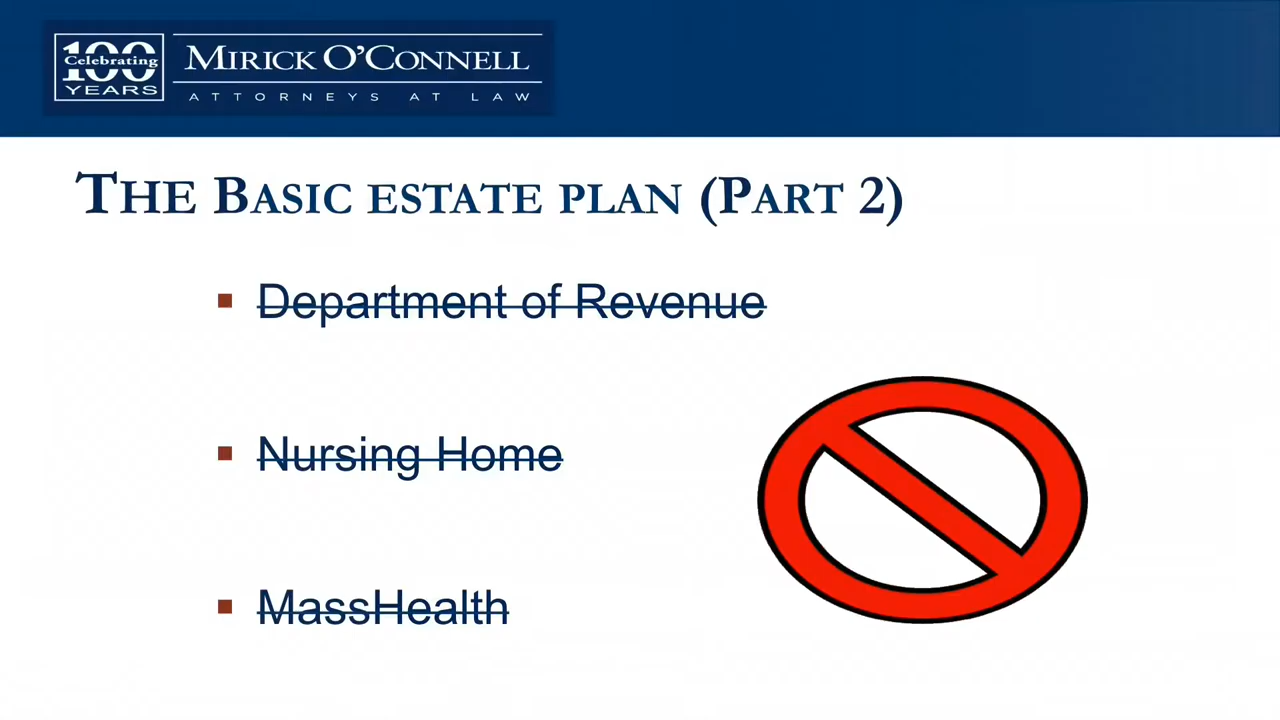 Celebrating
100
YEARS
MIRICK O'CONNELL
ATTORNEYS AT LAW
THE BASIC ESTATE PLAN (PART 2)
Department of Revenue
Nursing Home
MassHealth